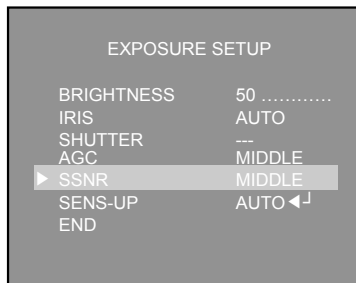 EXPOSURE SETUP
BRIGHTNESS 50 …………
IRIS AUTO
SHUTTER ---
AGC MIDDLE
SSNR MIDDLE
SENS-UP AUTO
END